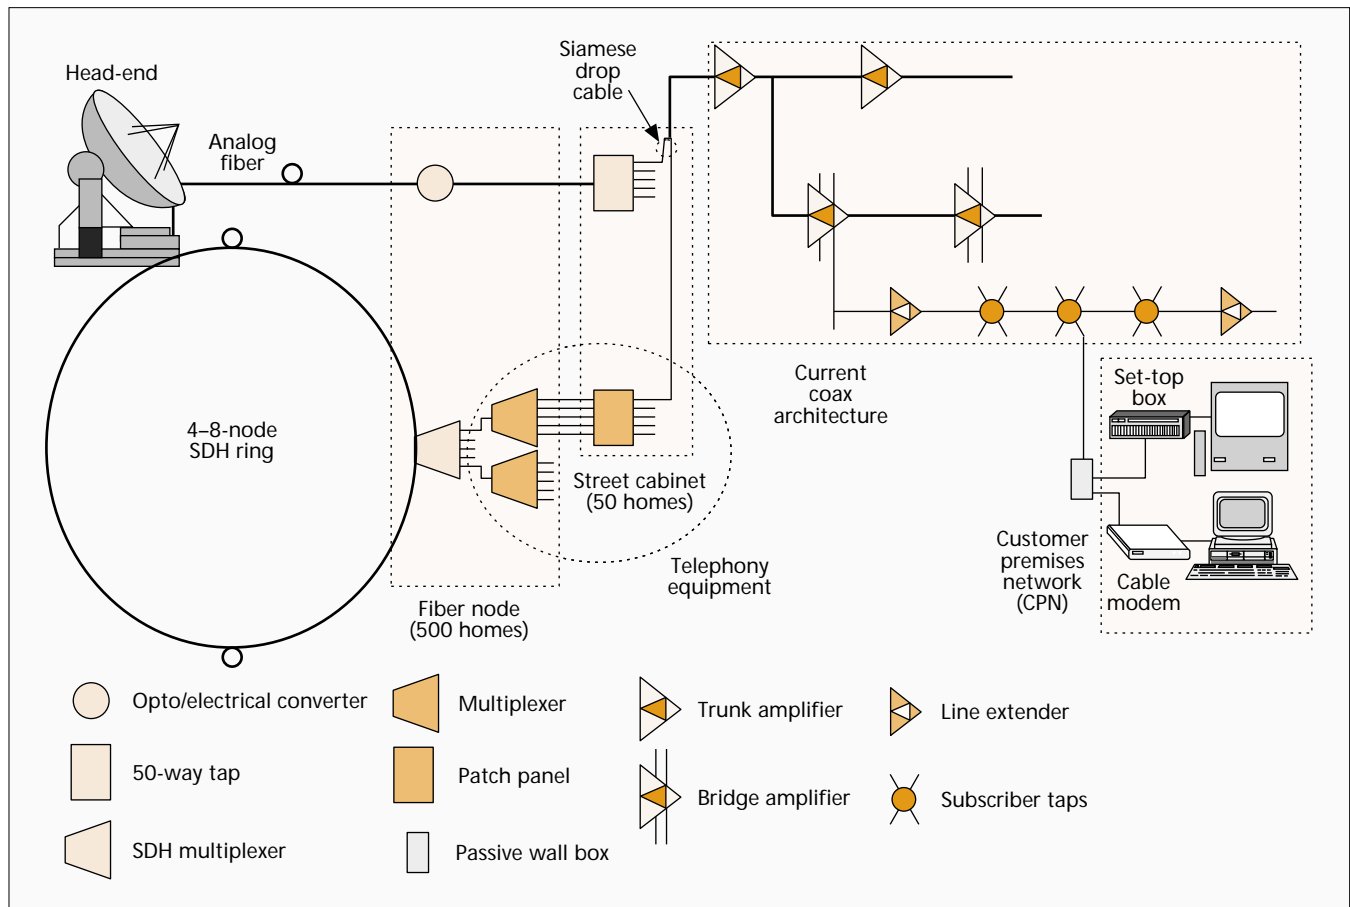 Head-end
Analog
fiber
Siamese
drop
cable
4–8-node
SDH ring
Current
coax
architecture
Set-top
box
Street cabinet
(50 homes)
Telephony
equipment
Customer
premises
network
(CPN)
Cable
modem
Fiber node
(500 homes)
Opto/electrical converter
Multiplexer
Trunk amplifier
Line extender
50-way tap
Patch panel
Bridge amplifier
Subscriber taps
SDH multiplexer
Passive wall box